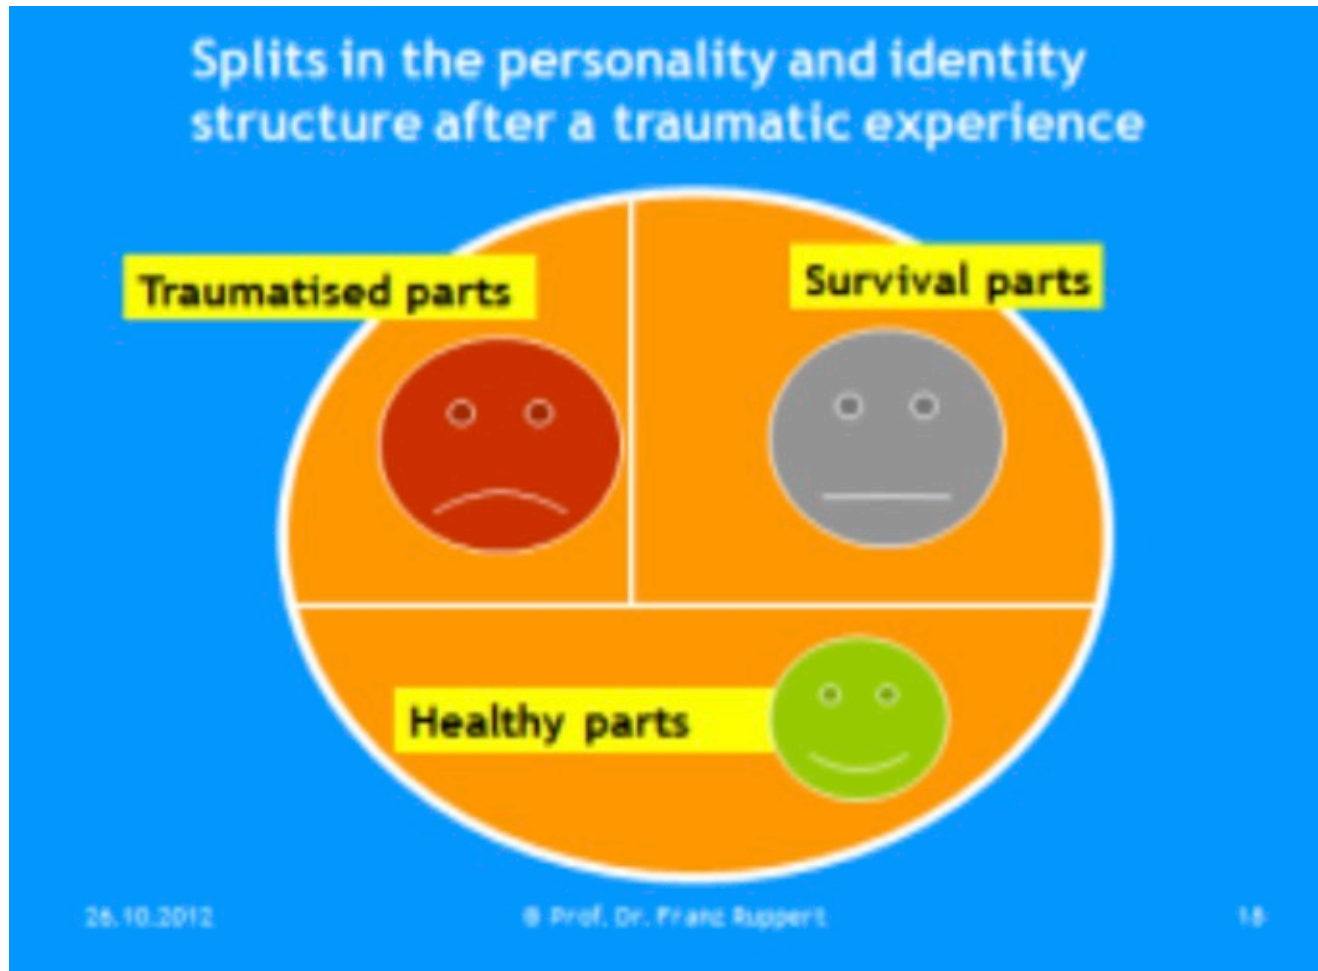 Splits in the personality and identity
structure after a traumatic experience
Traumatised parts
Survival parts
Healthy parts
26.10.2012
© Prof. Dr. Franz Ruppert
18